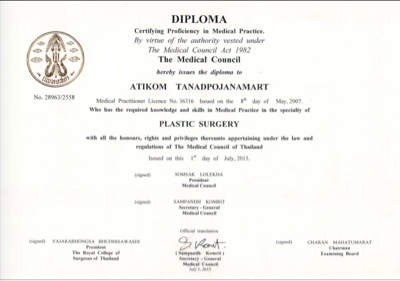 DIPLOMA
Certifying Proficiency in Medical Practice.
By virtue of the authority vested under
The Medical Council Act 1982
The Medical Council
hereby issues the diploma to
ATIKOM TANADPOJANAMART
No. 28963/2558
Medical Practitioner Licence No. 36516 Issued on the 8th day of May, 2007.
Who has the required knowledge and skills in Medical Practice in the specialty of
PLASTIC SURGERY
with all the honours, rights and privileges thereunto appertaining under the law and
regulations of The Medical Council of Thailand
Issued on this 1st day of July, 2015.
(signed) SOMSAK LOLEKHA
President
Medical Council
(signed) SAMPANDH KOMRIT
Secretary - General
Medical Council
Official translation
(signed)
President
The Royal College of
Surgeons of Thailand
(Sampandh Komrit)
Secretary - General
Medical Council
July 3, 2015
(signed) CHARAN MAHATUMARAT
Chairman
Examining Board